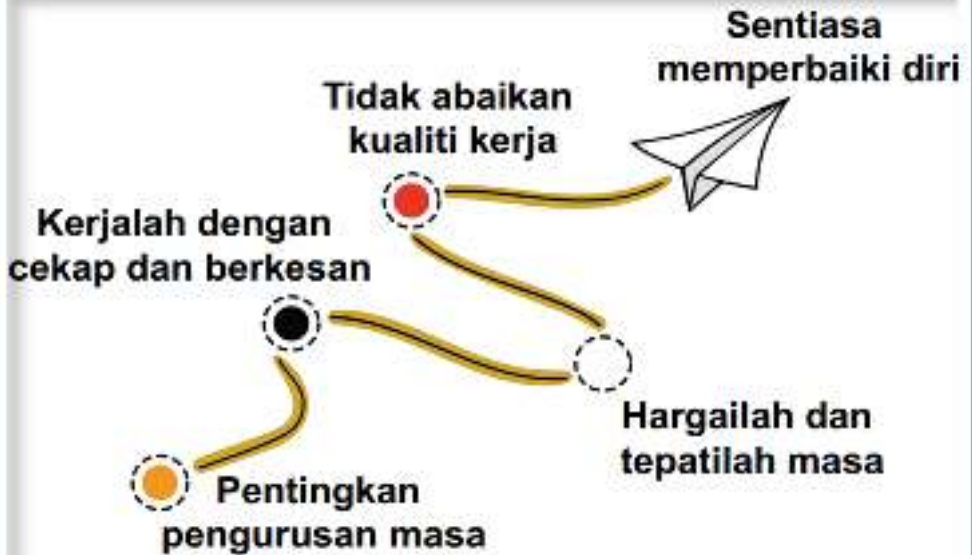 Sentiasa
memperbaiki diri
Tidak abaikan
kualiti kerja
Kerjalah dengan
cekap dan berkesan
Hargailah dan
tepatilah masa
Pentingkan
pengurusan masa